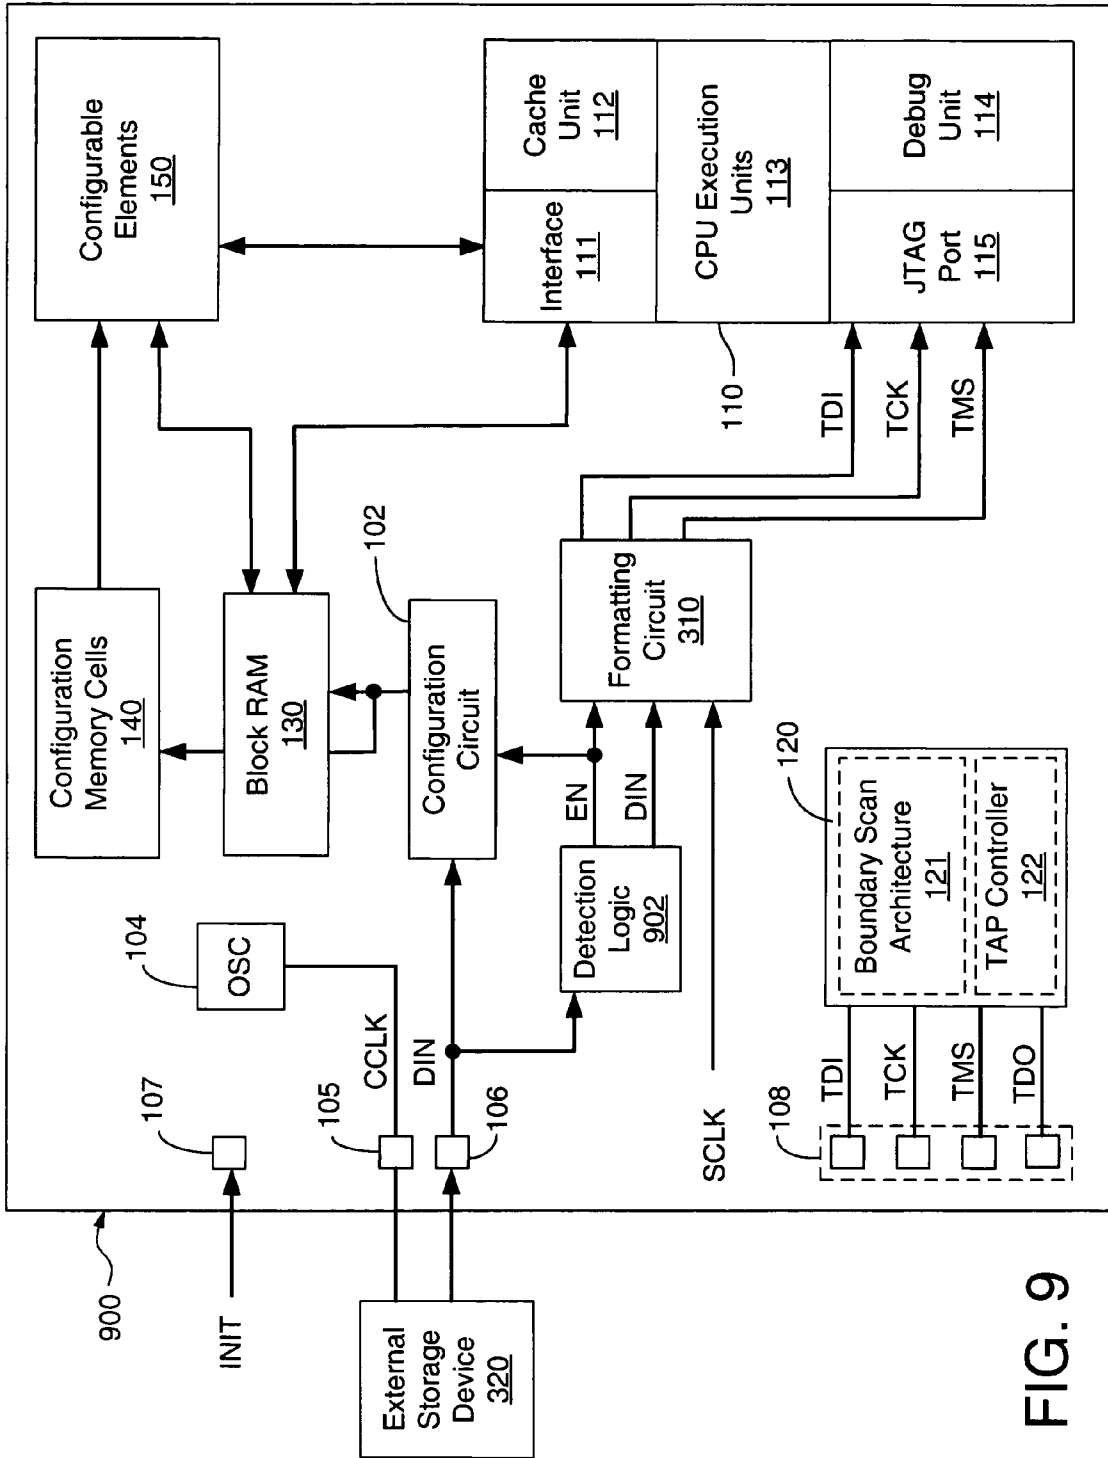 900
INIT
107
External
Storage
Device
320
105
106
CCLK
DIN
104
OSC
Configuration
Memory Cells
140
Block RAM
130
102
Configuration
Circuit
Configurable
Elements
150
Detection
Logic
902
EN
DIN
Formatting
Circuit
310
SCLK
110
Interface
111
Cache
Unit
112
CPU Execution
Units
113
JTAG
Port
115
Debug
Unit
114
TDI
TCK
TMS
108
TDI
TCK
TMS
TDO
120
Boundary Scan
Architecture
121
TAP Controller
122
FIG. 9